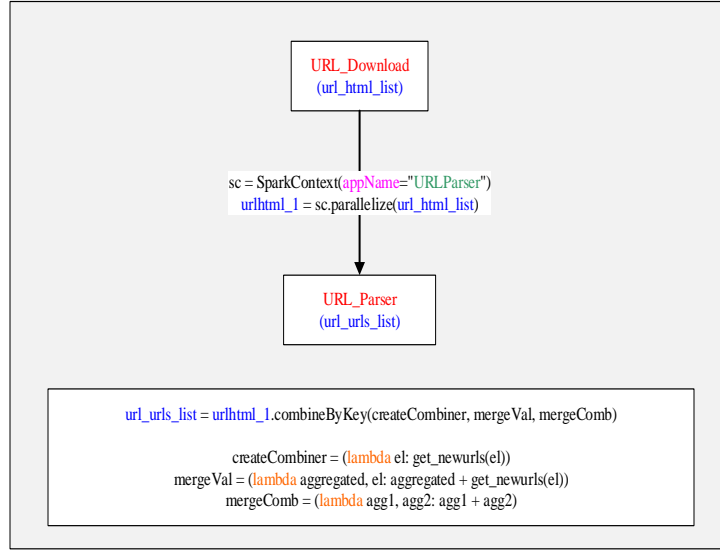 URL_Download
(url_html_list)
sc = SparkContext(appName="URLParser")
urlhtml_1 = sc.parallelize(url_html_list)
URL_Parser
(url_urls_list)
url_urls_list = urlhtml_1.combineByKey(createCombiner, mergeVal, mergeComb)
createCombiner = (lambda el: get_newurls(el))
mergeVal = (lambda aggregated, el: aggregated + get_newurls(el))
mergeComb = (lambda agg1, agg2: agg1 + agg2)